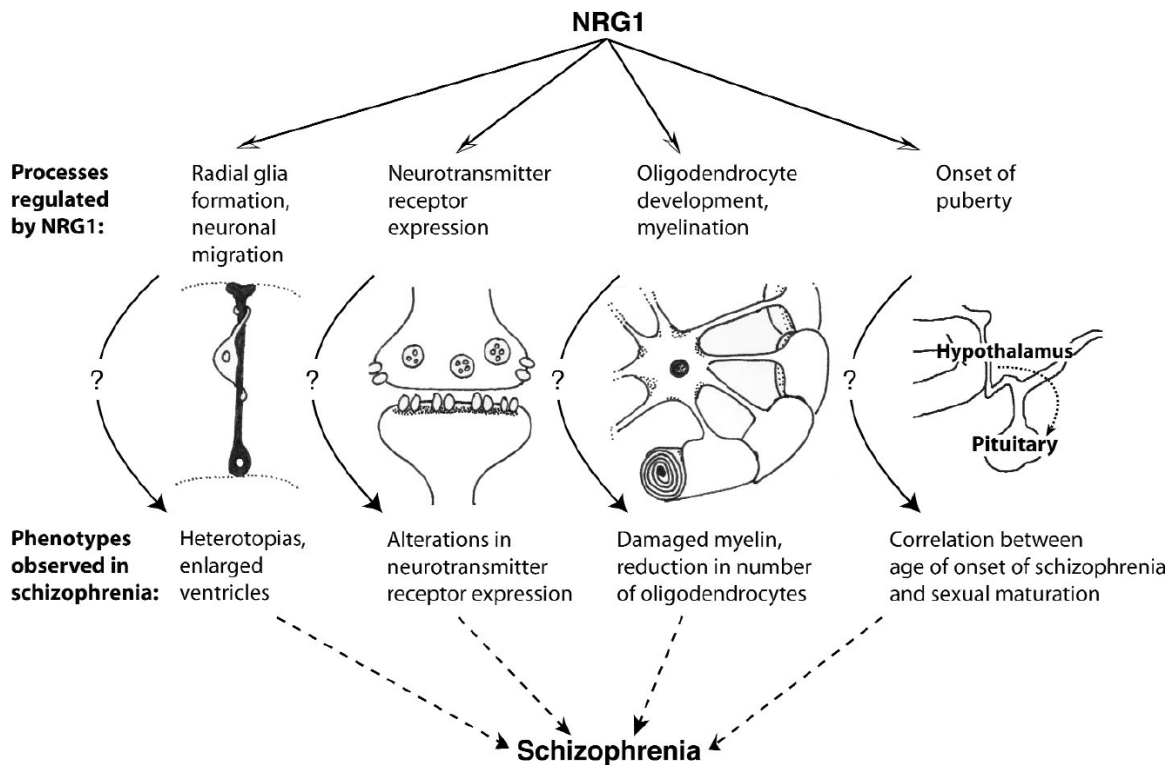 NRG1
Processes
regulated
by NRG1:
Radial glia
formation,
neuronal
migration
Neurotransmitter
receptor
expression
Oligodendrocyte
development,
myelination
Onset of
puberty
?
?
?
?
Hypothalamus
Pituitary
Phenotypes
observed in
schizophrenia:
Heterotopias,
enlarged
ventricles
Alterations in
neurotransmitter
receptor expression
Damaged myelin,
reduction in number
of oligodendrocytes
Correlation between
age of onset of schizophrenia
and sexual maturation
Schizophrenia